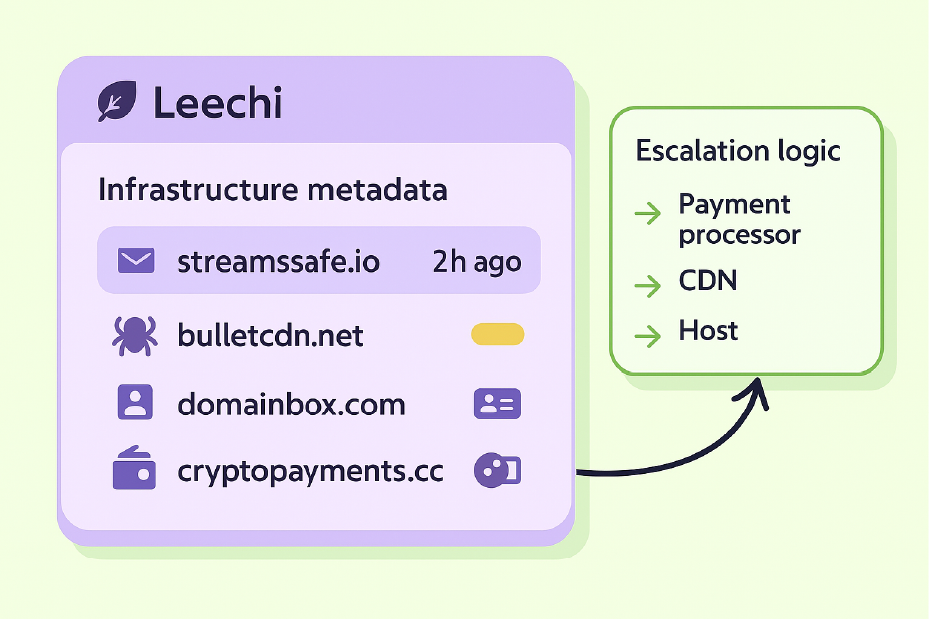 Leechi
Infrastructure metadata
streamssafe.io 2h ago
bulletcdn.net
domainbox.com
cryptopayments.cc
Escalation logic
Payment
processor
CDN
Host